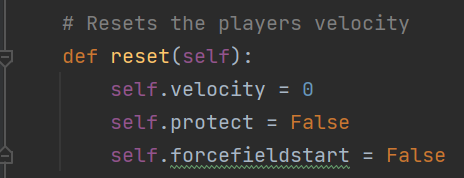 # Resets the players velocity
def reset(self):
self.velocity = 0
self.protect = False
self.forcefieldstart = False